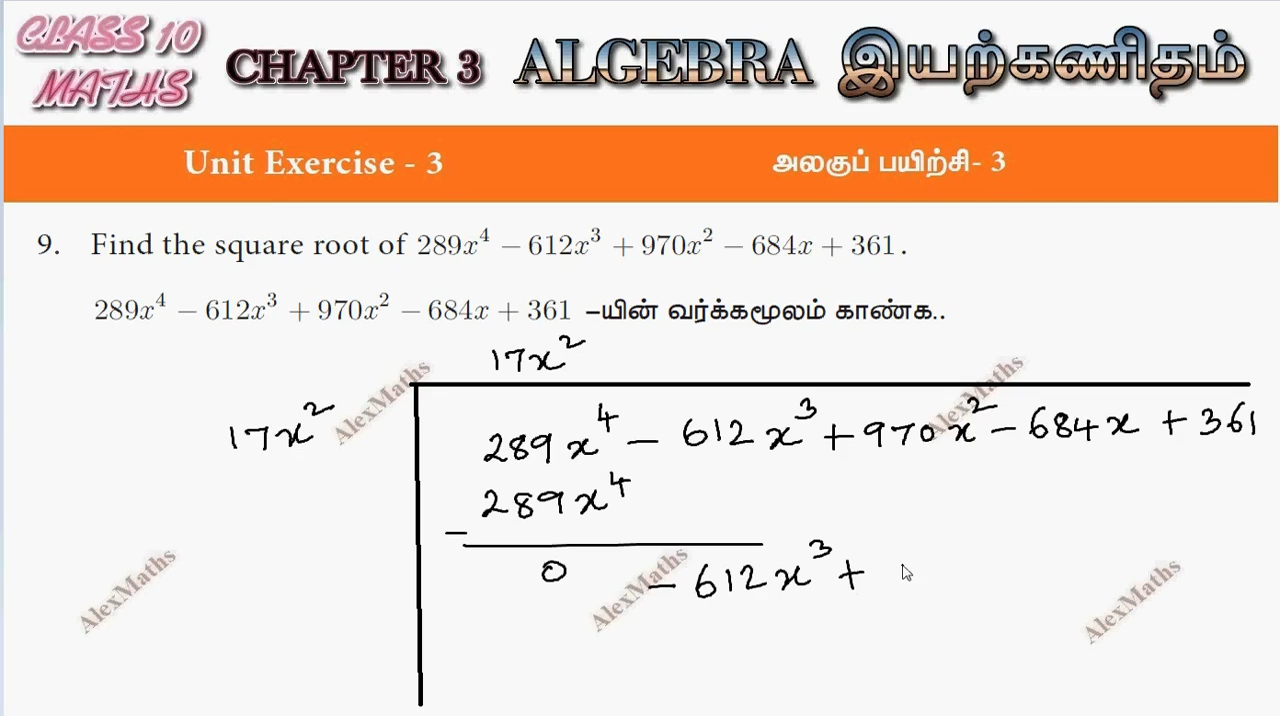 CLASS 10
MATHS
CHAPTER 3 ALGEBRA இயற்கணிதம்
Unit Exercise - 3 அலகுப் பயிற்சி- 3
9. Find the square root of 289x⁴ − 612x³ + 970x² − 684x + 361.
289x⁴ − 612x³ + 970x² − 684x + 361 –யின் வர்க்கமூலம் காண்க..
17x²
17x² 289x⁴ − 612x³ + 970x² − 684x + 361
289x⁴
−
0 − 612x³ +
AlexMaths
AlexMaths
AlexMaths
AlexMaths
AlexMaths